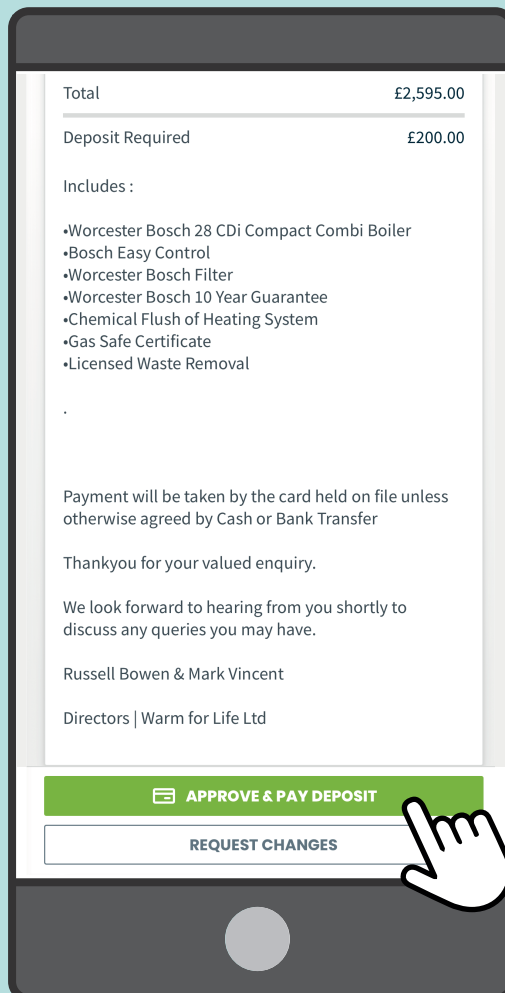 Total £2,595.00
Deposit Required £200.00
Includes :
•Worcester Bosch 28 CDi Compact Combi Boiler
•Bosch Easy Control
•Worcester Bosch Filter
•Worcester Bosch 10 Year Guarantee
•Chemical Flush of Heating System
•Gas Safe Certificate
•Licensed Waste Removal
.
Payment will be taken by the card held on file unless
otherwise agreed by Cash or Bank Transfer
Thankyou for your valued enquiry.
We look forward to hearing from you shortly to
discuss any queries you may have.
Russell Bowen & Mark Vincent
Directors | Warm for Life Ltd
APPROVE & PAY DEPOSIT
REQUEST CHANGES